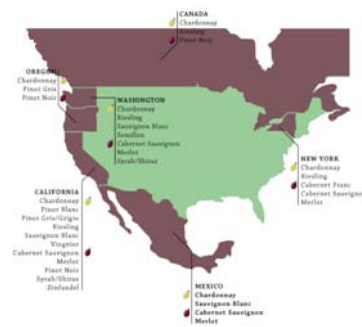 CANADA
Chardonnay
Riesling
Pinot Noir
OREGON
Chardonnay
Pinot Gris
Pinot Noir
WASHINGTON
Chardonnay
Riesling
Sauvignon Blanc
Semillon
Cabernet Sauvignon
Merlot
Syrah/Shiraz
NEW YORK
Chardonnay
Riesling
Cabernet Franc
Cabernet Sauvignon
Merlot
CALIFORNIA
Chardonnay
Pinot Blanc
Pinot Gris/Grigio
Riesling
Sauvignon Blanc
Viognier
Cabernet Sauvignon
Merlot
Pinot Noir
Syrah/Shiraz
Zinfandel
MEXICO
Chardonnay
Sauvignon Blanc
Cabernet Sauvignon
Merlot